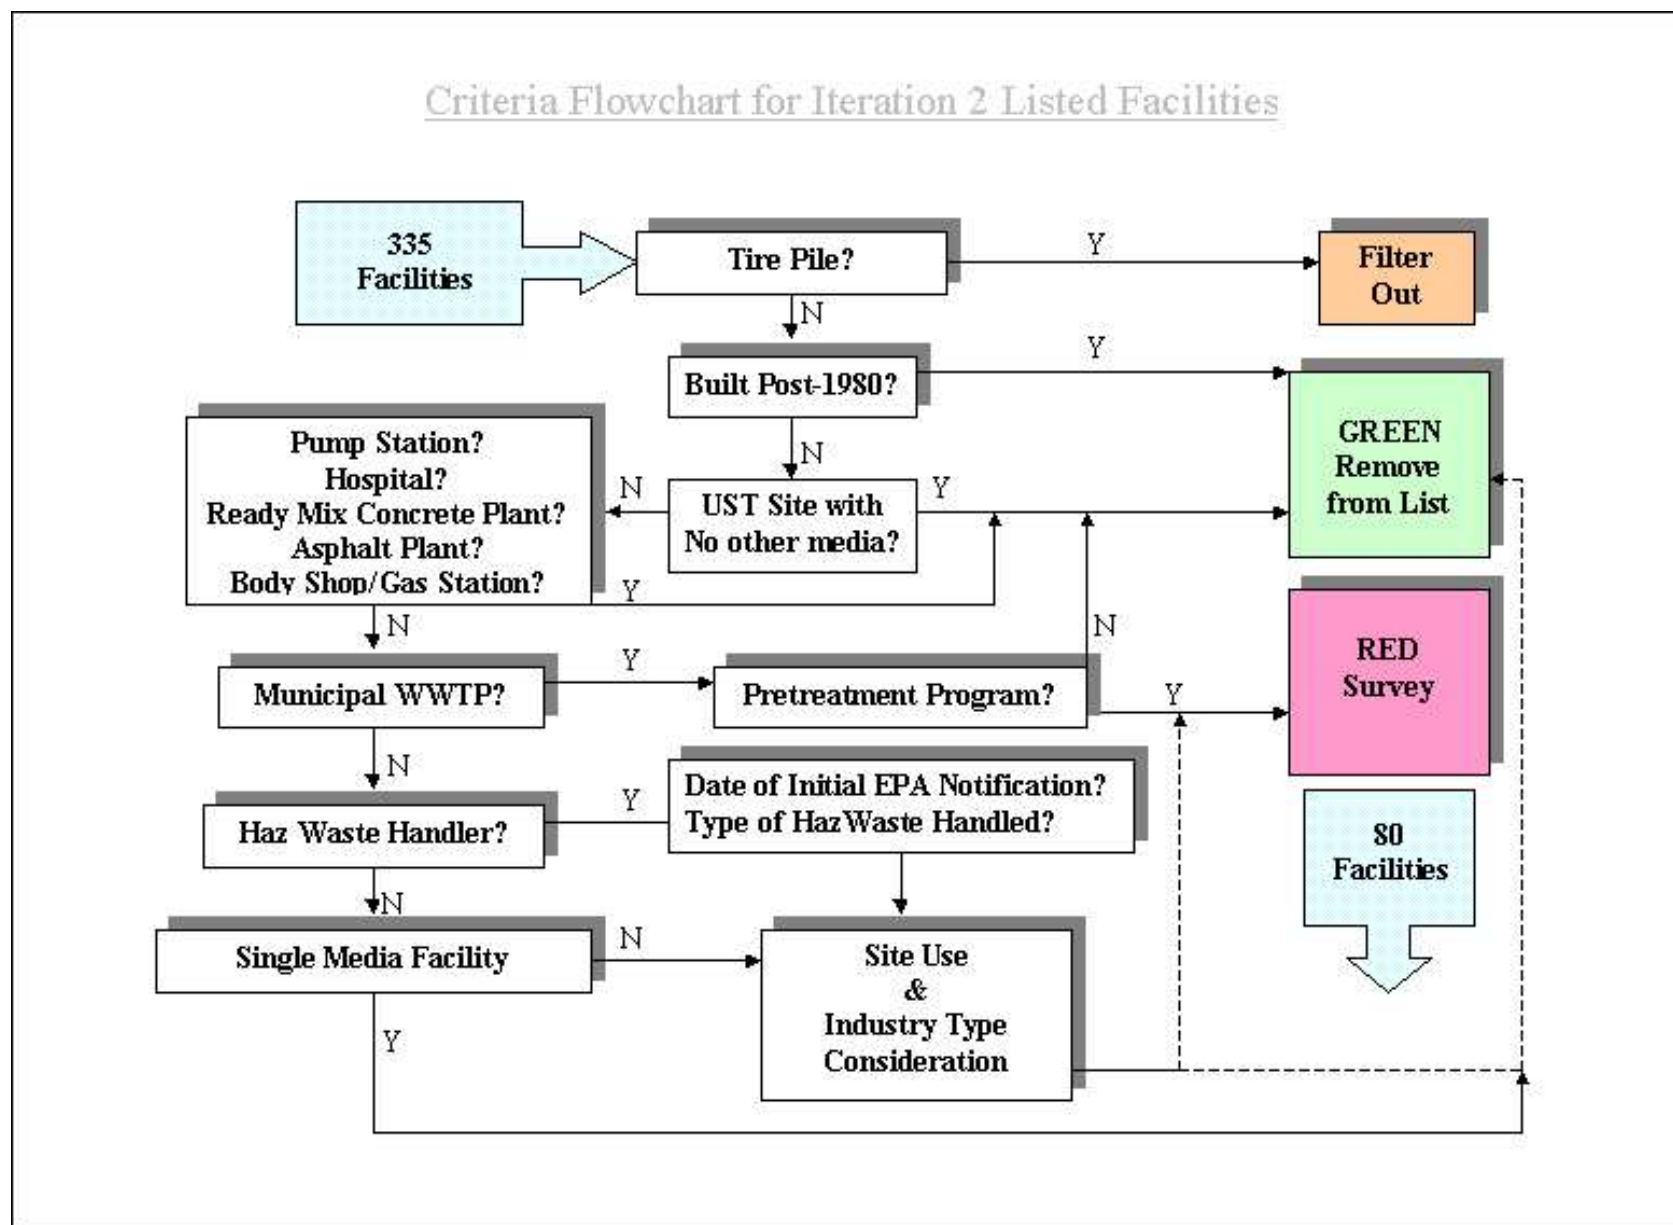 Criteria Flowchart for Iteration 2 Listed Facilities
335
Facilities
Tire Pile?
Y
Filter
Out
N
Built Post-1980?
Y
GREEN
Remove
from List
N
Pump Station?
Hospital?
Ready Mix Concrete Plant?
Asphalt Plant?
Body Shop/Gas Station?
N
UST Site with
No other media?
Y
Y
N
N
Municipal WWTP?
Y
Pretreatment Program?
Y
RED
Survey
N
Haz Waste Handler?
Y
Date of Initial EPA Notification?
Type of HazWaste Handled?
80
Facilities
N
Single Media Facility
N
Site Use
&
Industry Type
Consideration
Y